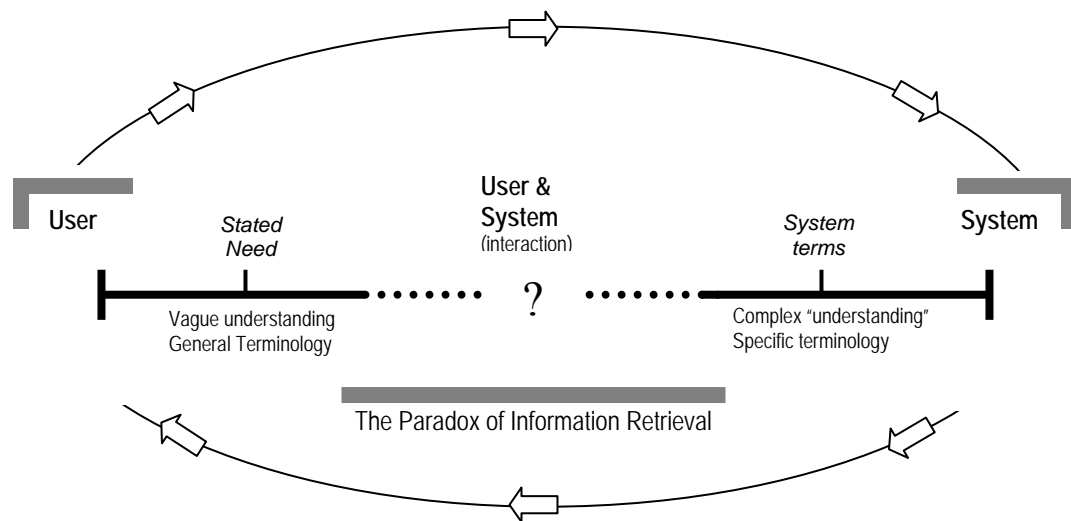 User &
System
(interaction)
User
System
Stated
Need
System
terms
?
Vague understanding
General Terminology
Complex “understanding”
Specific terminology
The Paradox of Information Retrieval